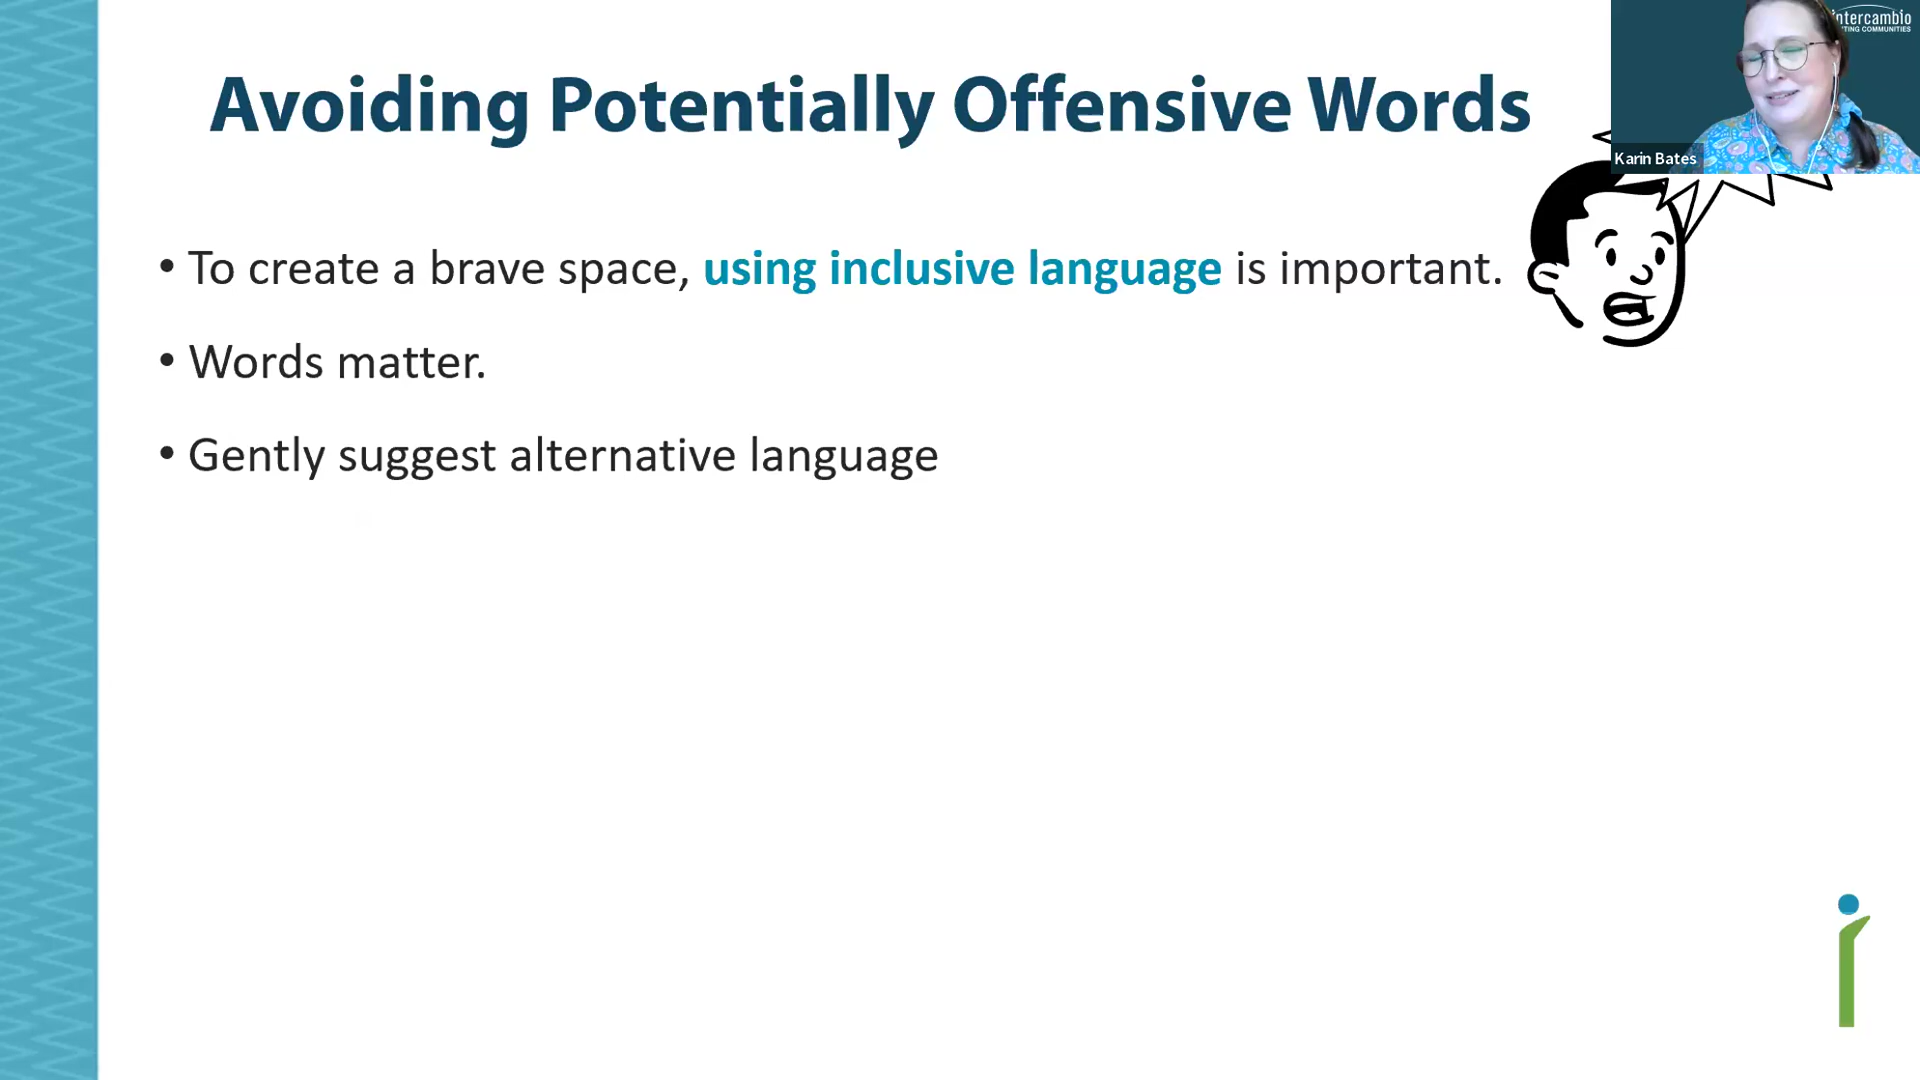 Avoiding Potentially Offensive Words
intercambio
Karin Bates
• To create a brave space, using inclusive language is important.
• Words matter.
• Gently suggest alternative language